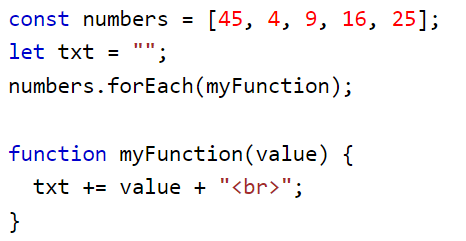 const numbers = [45, 4, 9, 16, 25];
let txt = "";
numbers.forEach(myFunction);

function myFunction(value) {
  txt += value + "<br>";
}